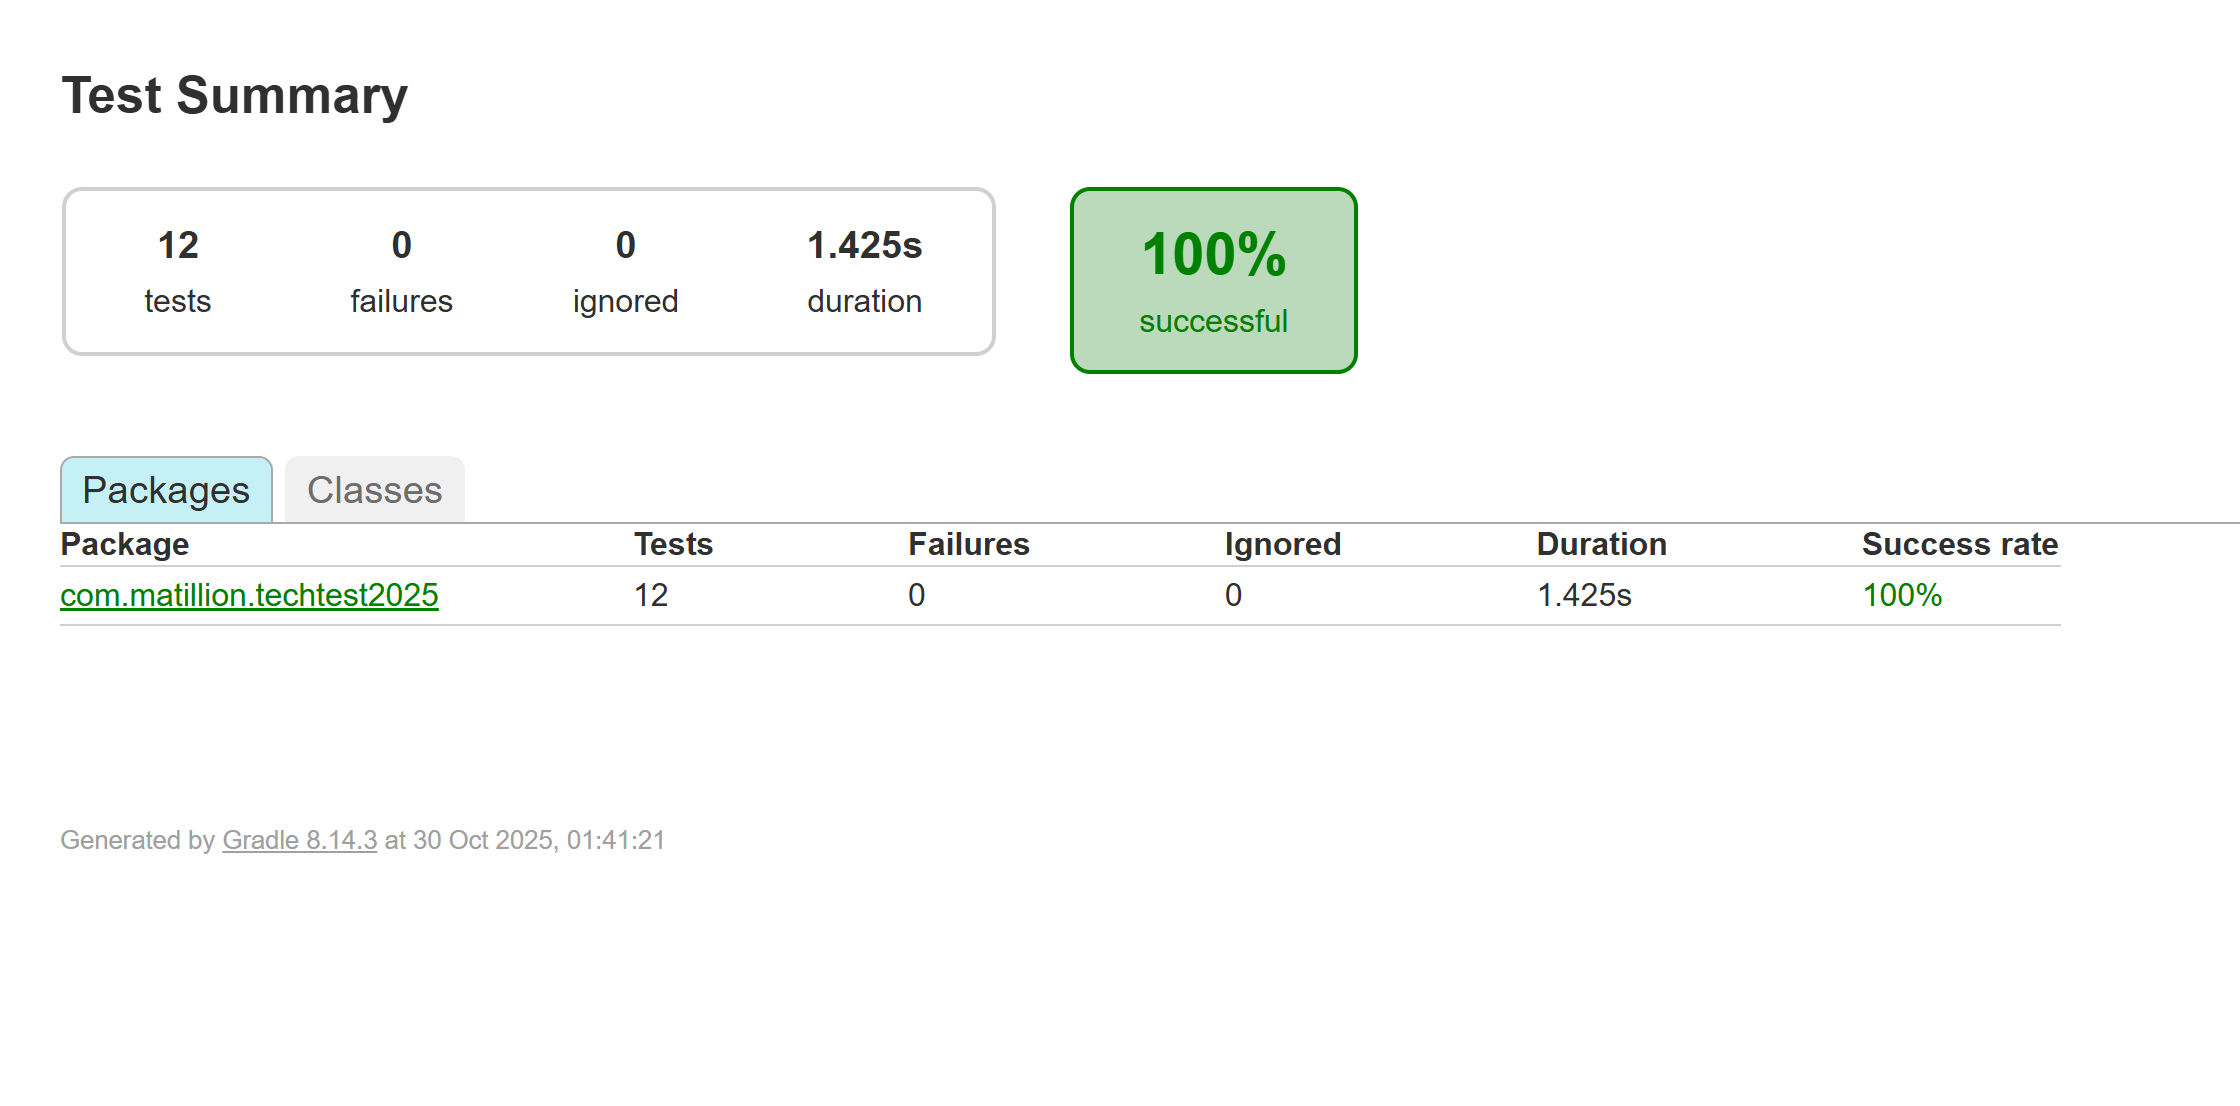 Test Summary
12 0 0 1.425s
tests failures ignored duration
100%
successful
Packages Classes
Package Tests Failures Ignored Duration Success rate
com.matillion.techtest2025 12 0 0 1.425s 100%
Generated by Gradle 8.14.3 at 30 Oct 2025, 01:41:21